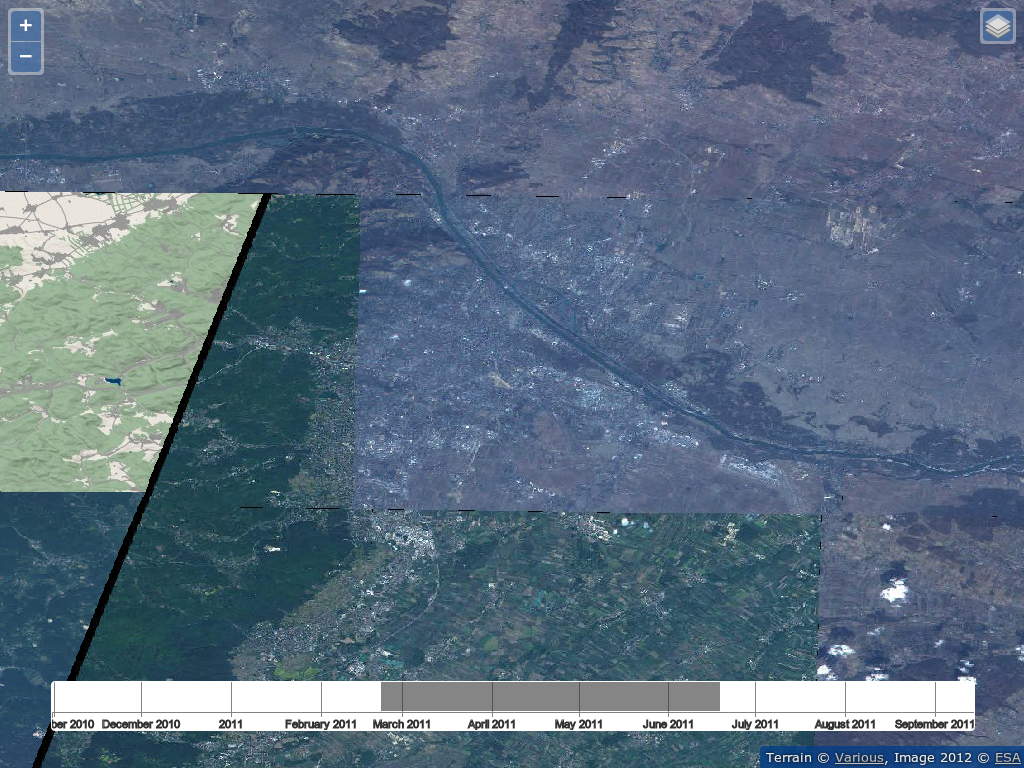 +
−
ber 2010 December 2010 2011 February 2011 March 2011 April 2011 May 2011 June 2011 July 2011 August 2011 September 2011
Terrain © Various, Image 2012 © ESA